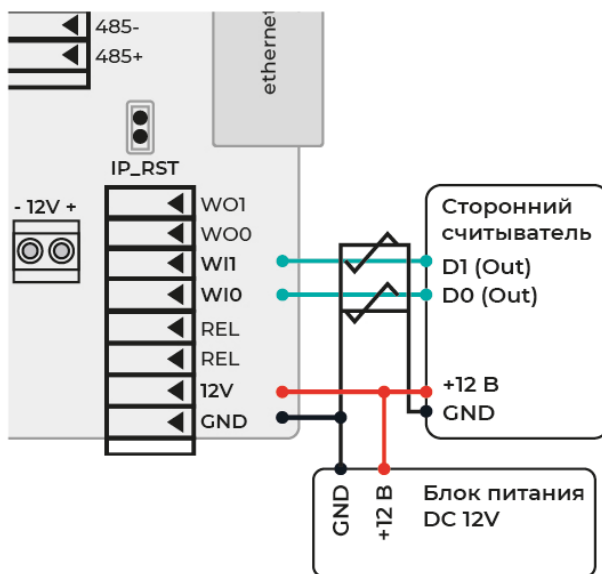 485-
485+
ethernet
IP_RST
- 12V +
WO1
WO0
WI1
WI0
REL
REL
12V
GND
Сторонний
считыватель
D1 (Out)
D0 (Out)
+12 В
GND
GND
+12 В
Блок питания
DC 12V